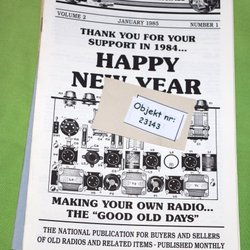 VOLUME 2 JANUARY 1985 NUMBER 1
THANK YOU FOR YOUR
SUPPORT IN 1984...
HAPPY
NEW YEAR
Objekt nr:
23143
MAKING YOUR OWN RADIO...
THE "GOOD OLD DAYS"
THE NATIONAL PUBLICATION FOR BUYERS AND SELLERS
OF OLD RADIOS AND RELATED ITEMS - PUBLISHED MONTHLY